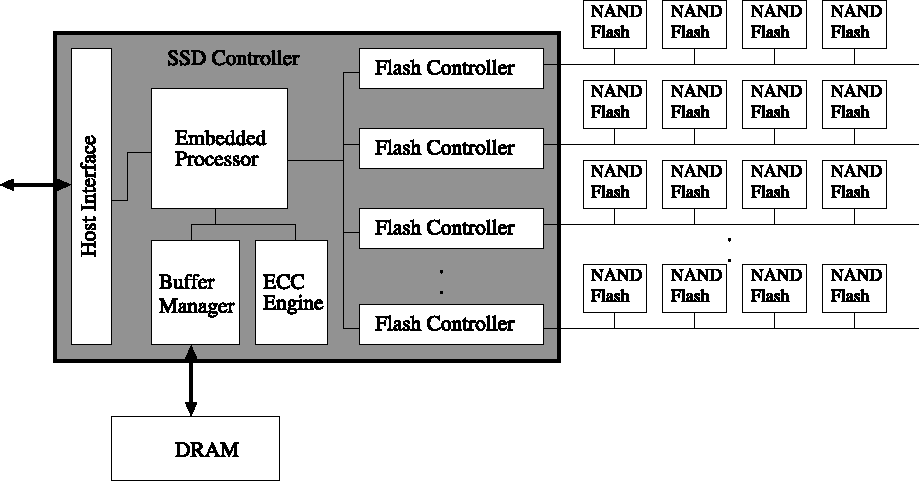 NAND NAND NAND NAND
Flash Flash Flash Flash
SSD Controller
Flash Controller
NAND NAND NAND NAND
Flash Flash Flash Flash
Embedded
Processor
Flash Controller
Host Interface
NAND NAND NAND NAND
Flash Flash Flash Flash
Flash Controller
Buffer
Manager
ECC
Engine
NAND NAND NAND NAND
Flash Flash Flash Flash
Flash Controller
DRAM